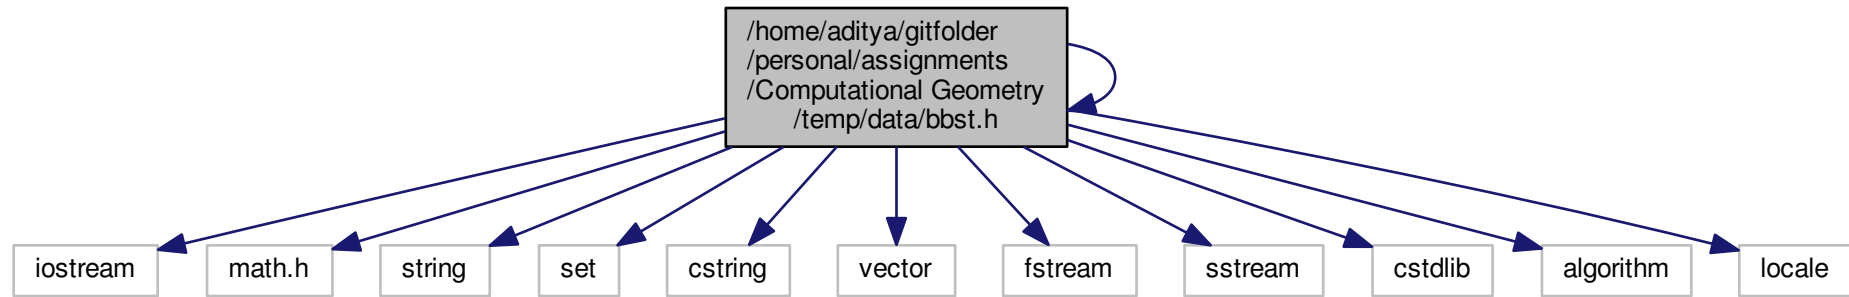 /home/aditya/gitfolder
/personal/assignments
/Computational Geometry
/temp/data/bbst.h
iostream
math.h
string
set
cstring
vector
fstream
sstream
cstdlib
algorithm
locale